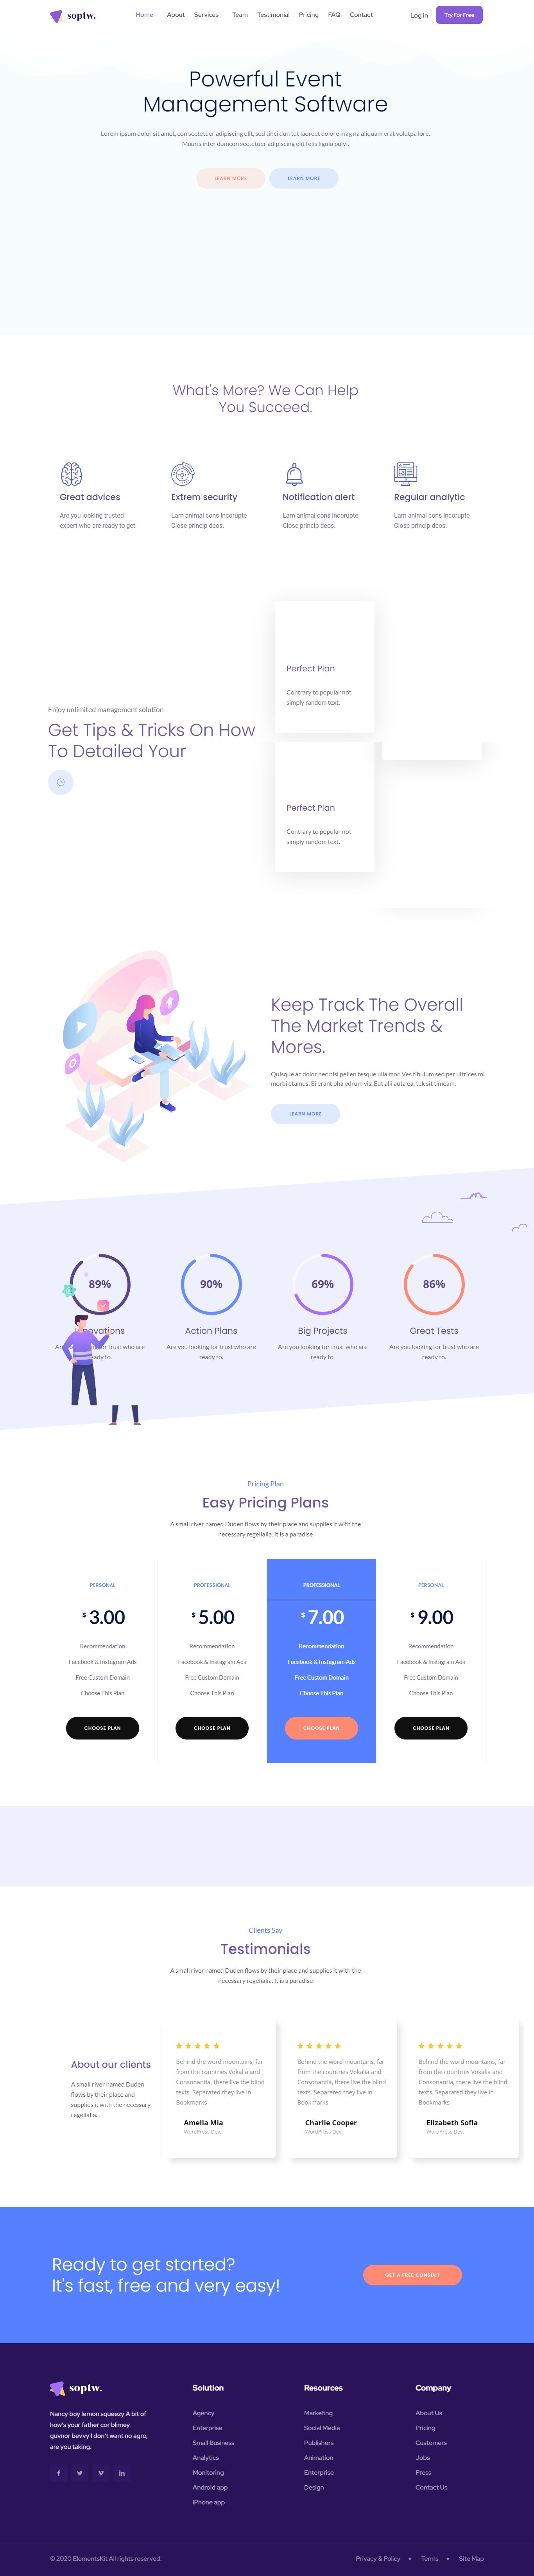 soptw.
Home About Services Team Testimonial Pricing FAQ Contact
Log In
Try For Free
Powerful Event
Management Software
Lorem ipsum dolor sit amet, con sectetuer adipiscing elit, sed tinci dun tut laoreet dolore mag na aliquam erat volutpa lore.
Mauris inter dumcon sectetuer adipiscing elit felis ligula pulvi.
LEARN MORE
LEARN MORE
What's More? We Can Help
You Succeed.
Great advices
Are you looking trusted
expert who are ready to get
Extrem security
Eam animal cons incorupte
Close princip deos.
Notification alert
Eam animal cons incorupte
Close princip deos.
Regular analytic
Eam animal cons incorupte
Close princip deos.
Perfect Plan
Contrary to popular not
simply random text.
Enjoy unlimited management solution
Get Tips & Tricks On How
To Detailed Your
Perfect Plan
Contrary to popular not
simply random text.
Keep Track The Overall
The Market Trends &
Mores.
Quisque ac dolor nec nisl pellen tesque ulla mor. Ves tibulum sed per ultrices mi
morbi etamus. Ei erant pha edrum vis. Eut alli auta ea, tek sit timeam.
LEARN MORE
89%
90%
Action Plans
Are you looking for trust who are
ready to.
69%
Big Projects
Are you looking for trust who are
ready to.
86%
Great Tests
Are you looking for trust who are
ready to.
Pricing Plan
Easy Pricing Plans
A small river named Duden flows by their place and supplies it with the
necessary regelialia. It is a paradise
PERSONAL
$ 3.00
Recommendation
Facebook & Instagram Ads
Free Custom Domain
Choose This Plan
CHOOSE PLAN
PROFESSIONAL
$ 5.00
Recommendation
Facebook & Instagram Ads
Free Custom Domain
Choose This Plan
CHOOSE PLAN
PROFESSIONAL
$ 7.00
Recommendation
Facebook & Instagram Ads
Free Custom Domain
Choose This Plan
CHOOSE PLAN
PERSONAL
$ 9.00
Recommendation
Facebook & Instagram Ads
Free Custom Domain
Choose This Plan
CHOOSE PLAN
Clients Say
Testimonials
A small river named Duden flows by their place and supplies it with the
necessary regelialia. It is a paradise
About our clients
A small river named Duden
flows by their place and
supplies it with the necessary
regelialia.
Behind the word mountains, far
from the countries Vokalia and
Consonantia, there live the blind
texts. Separated they live in
Bookmarks
Amelia Mia
WordPress Dev.
Behind the word mountains, far
from the countries Vokalia and
Consonantia, there live the blind
texts. Separated they live in
Bookmarks
Charlie Cooper
WordPress Dev.
Behind the word mountains, far
from the countries Vokalia and
Consonantia, there live the blind
texts. Separated they live in
Bookmarks
Elizabeth Sofia
WordPress Dev.
Ready to get started?
It's fast, free and very easy!
GET A FREE CONSULT
soptw.
Nancy boy lemon squeezy A bit of
how's your father cor blimey
guvnor bevvy I don't want no agro,
are you taking.
Solution
Agency
Enterprise
Small Business
Analytics
Monitoring
Android app
iPhone app
Resources
Marketing
Social Media
Publishers
Animation
Enterprise
Design
Company
About Us
Pricing
Customers
Jobs
Press
Contact Us
© 2020 ElementsKit All rights reserved.
Privacy & Policy • Terms • Site Map